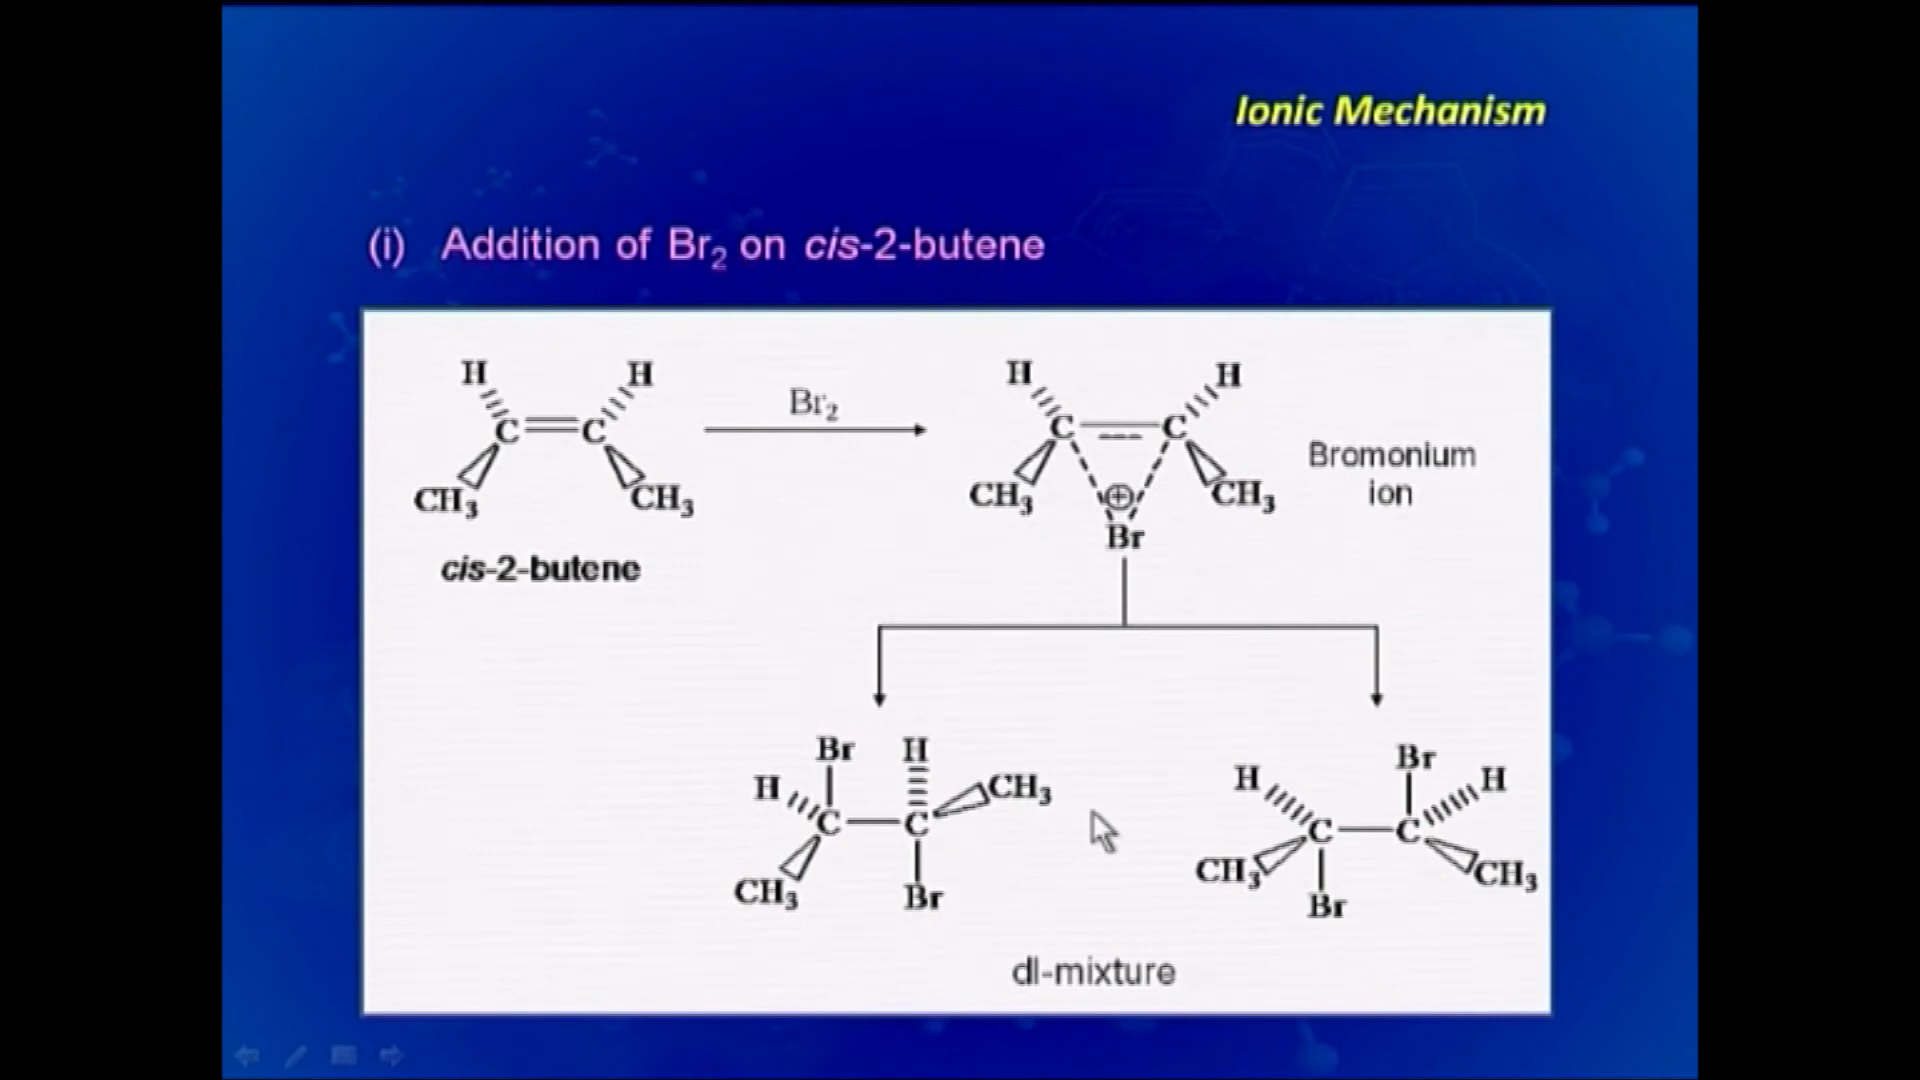 Ionic Mechanism
(i) Addition of Br₂ on cis-2-butene
H H H H
Br₂
C C C C
Bromonium
CH₃ CH₃ CH₃ ⊕ CH₃ ion
Br
cis-2-butene
Br H Br
H CH₃ H H
C C C C
CH₃ Br CH₃ CH₃
Br
dl-mixture